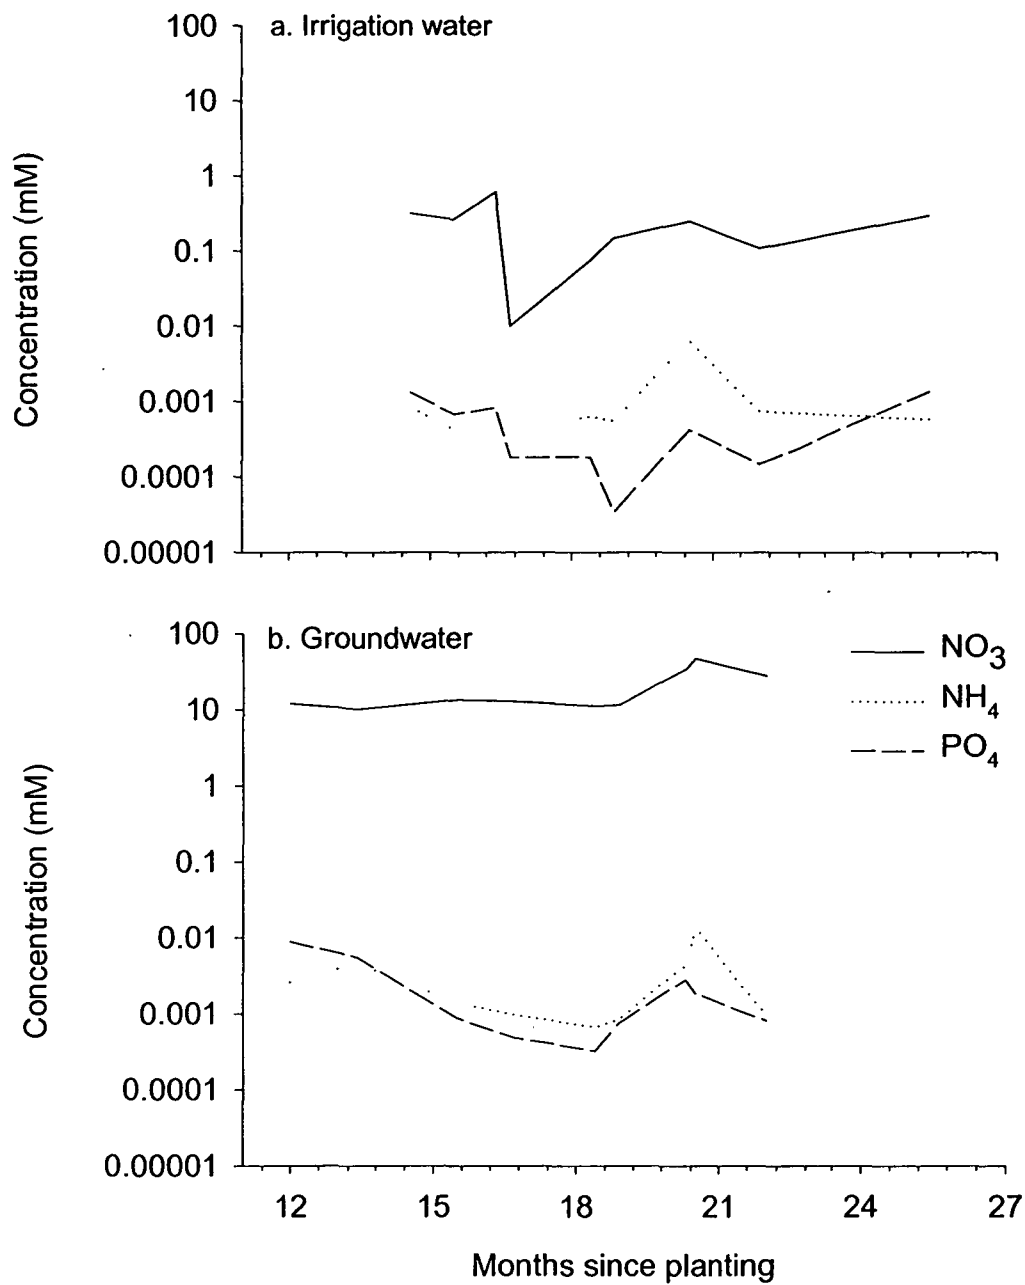 a. Irrigation water
100
10
1
0.1
0.01
0.001
0.0001
0.00001
Concentration (mM)
b. Groundwater
100
10
1
0.1
0.01
0.001
0.0001
0.00001
Concentration (mM)
NO3
NH4
PO4
12 15 18 21 24 27
Months since planting